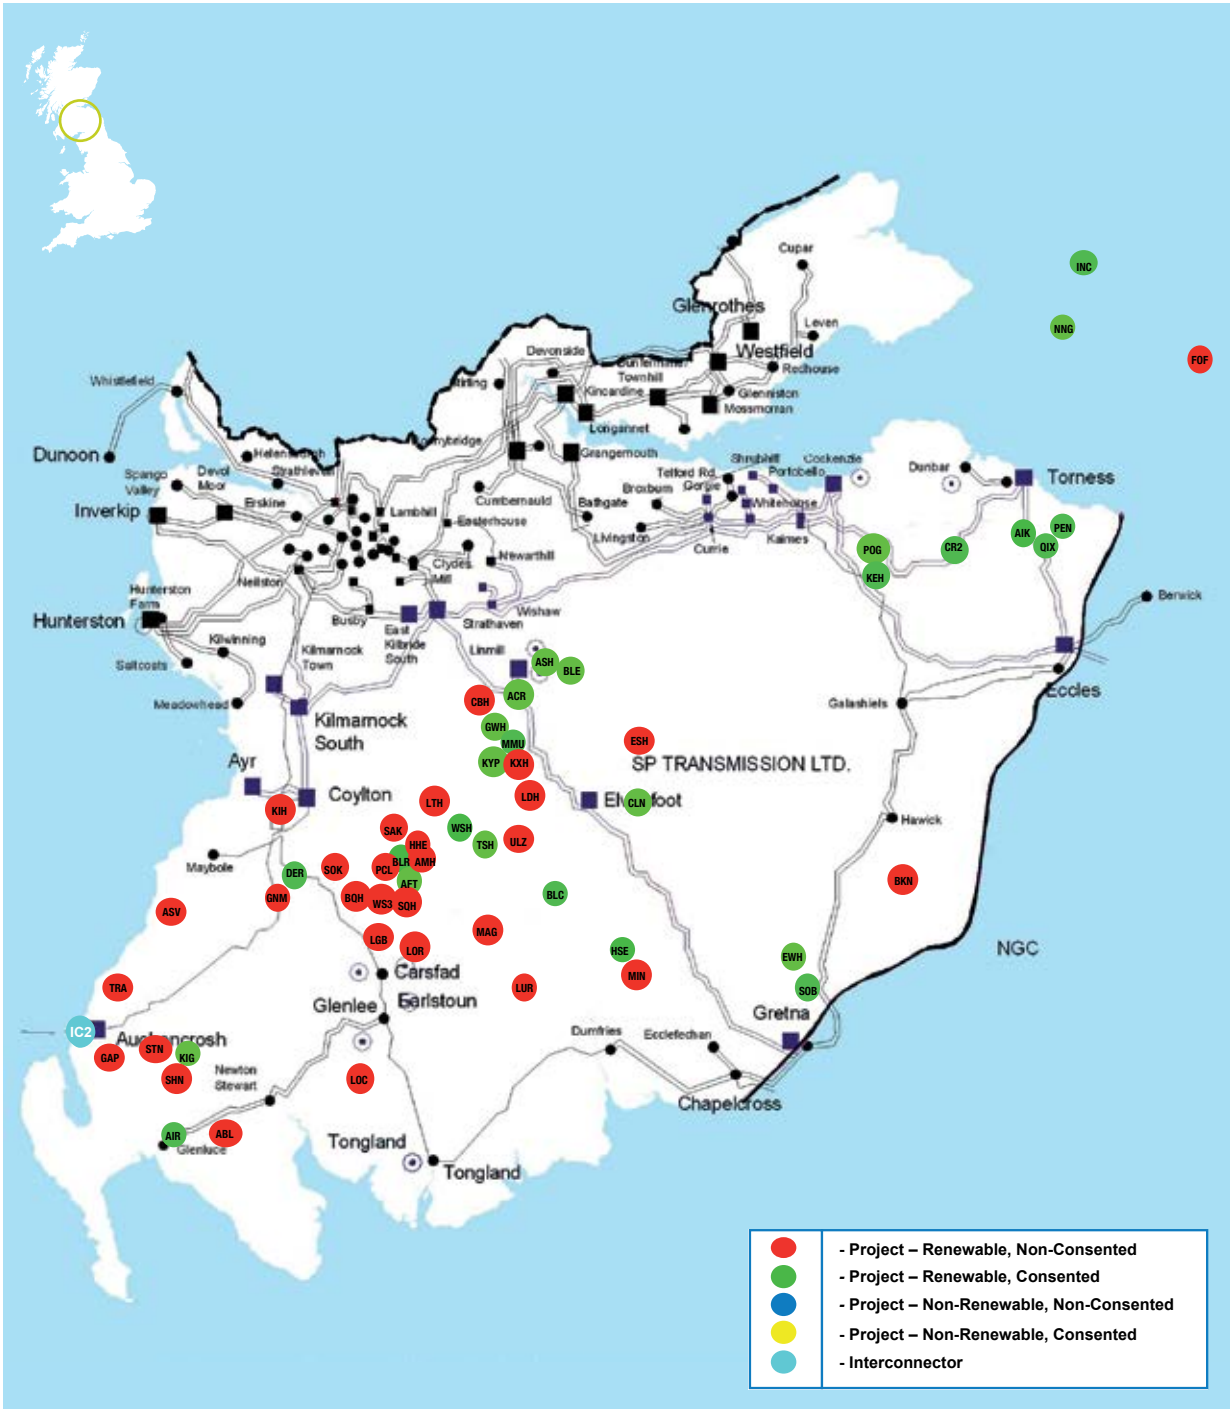 Cupar
INC
Glenrothes
NNG
Leven
Devonside
Westfield
FOF
Redhouse
Townhill
Whistlefield
Kincardine
Glenniston
Mossmorran
Longannet
Dunoon
Helensburgh
Grangemouth
Shrubhill
Cockenzie
Spango
Valley
Devol
Moor
Strathleven
Telford Rd.
Portobello
Dunbar
Torness
Gorgie
Broxburn
Cumbernauld
Bathgate
Erskine
Inverkip
Lambhill
Easterhouse
Whitehouse
PEN
AIK
QIX
Livingston
Currie
Kaimes
POG
CR2
Newarthill
Clydes
Mill
KEH
Neilston
Hunterston
Farm
Berwick
Busby
Wishaw
Hunterston
East
Kilbride
South
Strathaven
Kilwinning
Linmill
Kilmarnock
Town
Saltcoats
ASH
BLE
Eccles
Meadowhead
CBH
ACR
Galashiels
Kilmarnock
South
GWH
MMU
ESH
KYP
KXH
SP TRANSMISSION LTD.
Ayr
Coylton
LTH
LDH
CLN
KIH
Hawick
SAK
WSH
HHE
TSH
ULZ
Maybole
BLR
AMH
SOK
PCL
DER
AFT
BKN
BLC
GNM
BQH
WS3
SQH
ASV
LGB
MAG
LOR
HSE
EWH
NGC
Carsfad
MIN
TRA
LUR
SOB
Glenlee
Earlstoun
Gretna
IC2
Auchencrosh
Dumfries
Ecclefechan
GAP
STN
KIG
SHN
Newton
Stewart
LOC
Chapelcross
AIR
ABL
Glenluce
Tongland
Tongland
- Project – Renewable, Non-Consented
- Project – Renewable, Consented
- Project – Non-Renewable, Non-Consented
- Project – Non-Renewable, Consented
- Interconnector